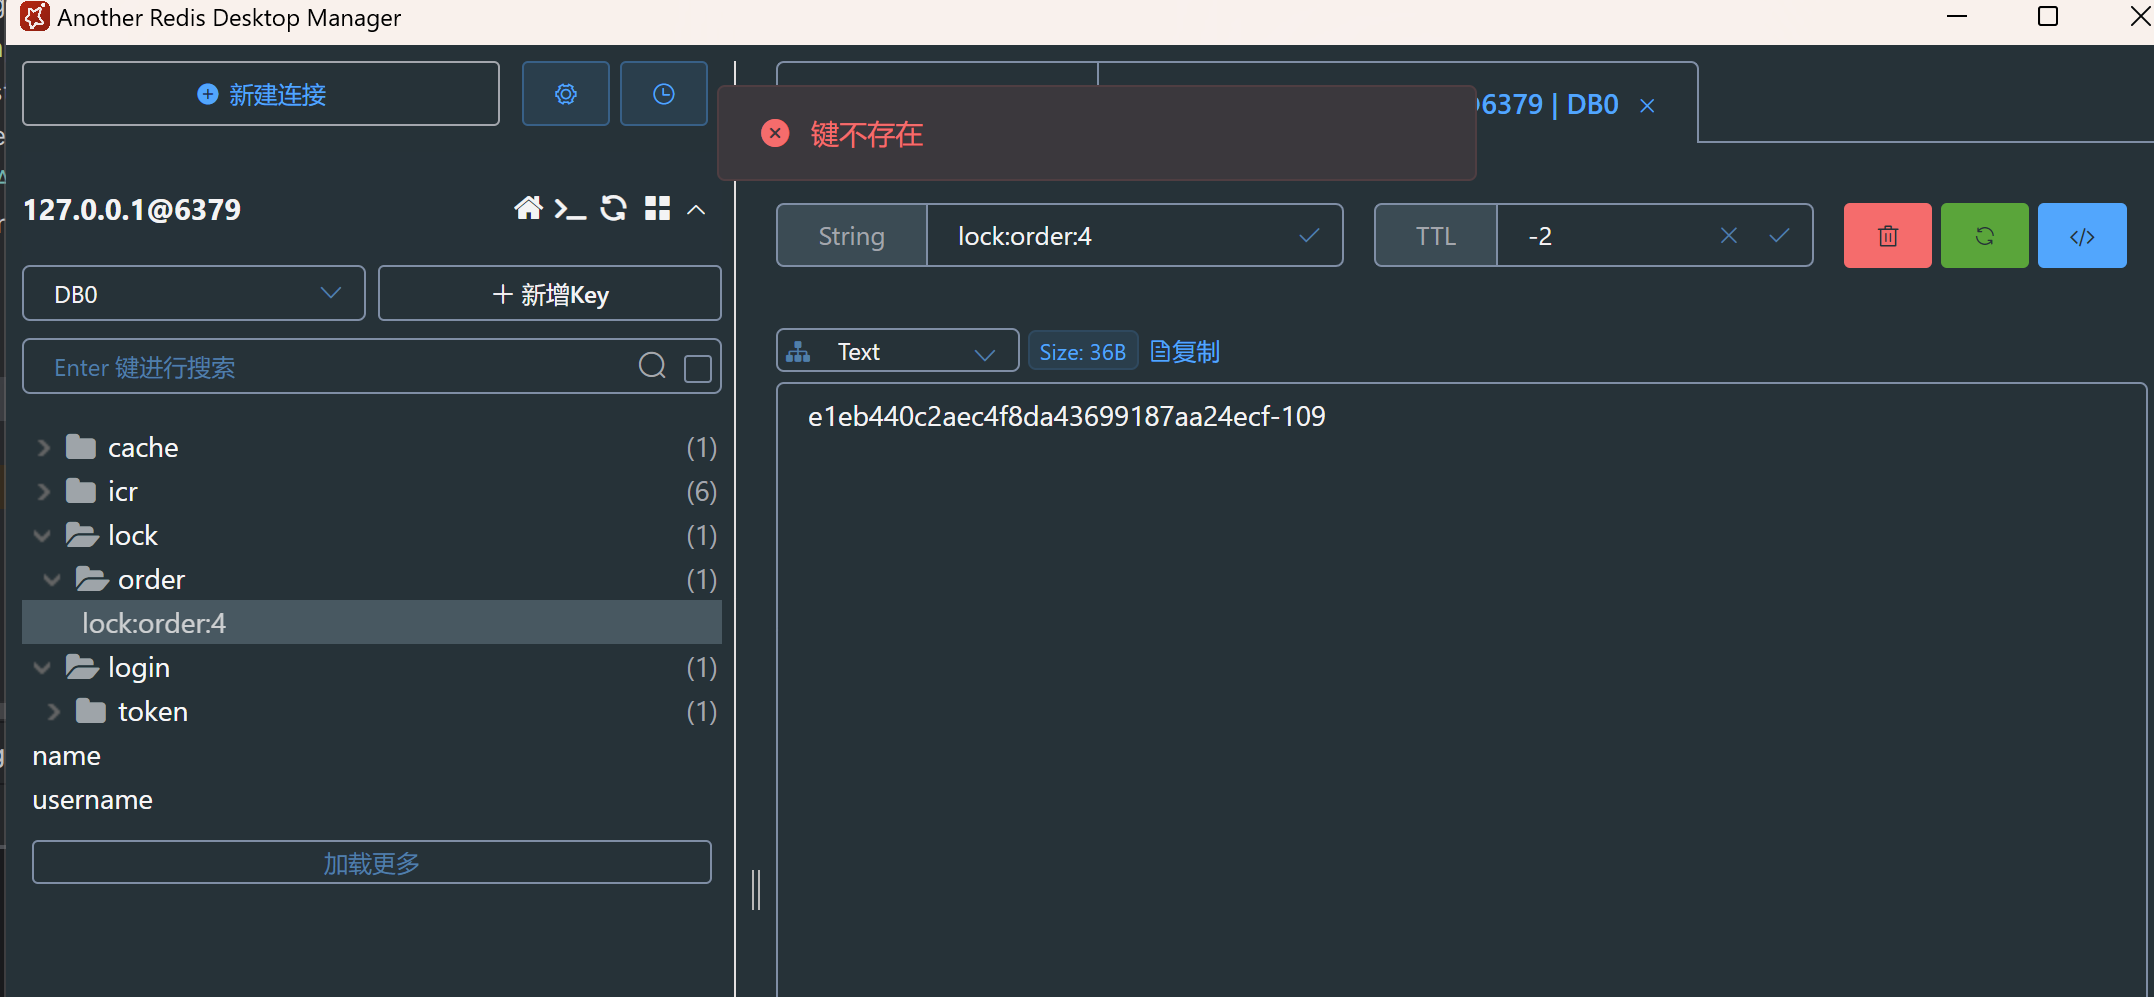 Another Redis Desktop Manager
新建连接
6379 | DB0
键不存在
127.0.0.1@6379
String
lock:order:4
TTL
-2
DB0
新增Key
Text
Size: 36B
复制
Enter 键进行搜索
e1eb440c2aec4f8da43699187aa24ecf-109
cache (1)
icr (6)
lock (1)
order (1)
lock:order:4
login (1)
token (1)
name
username
加载更多